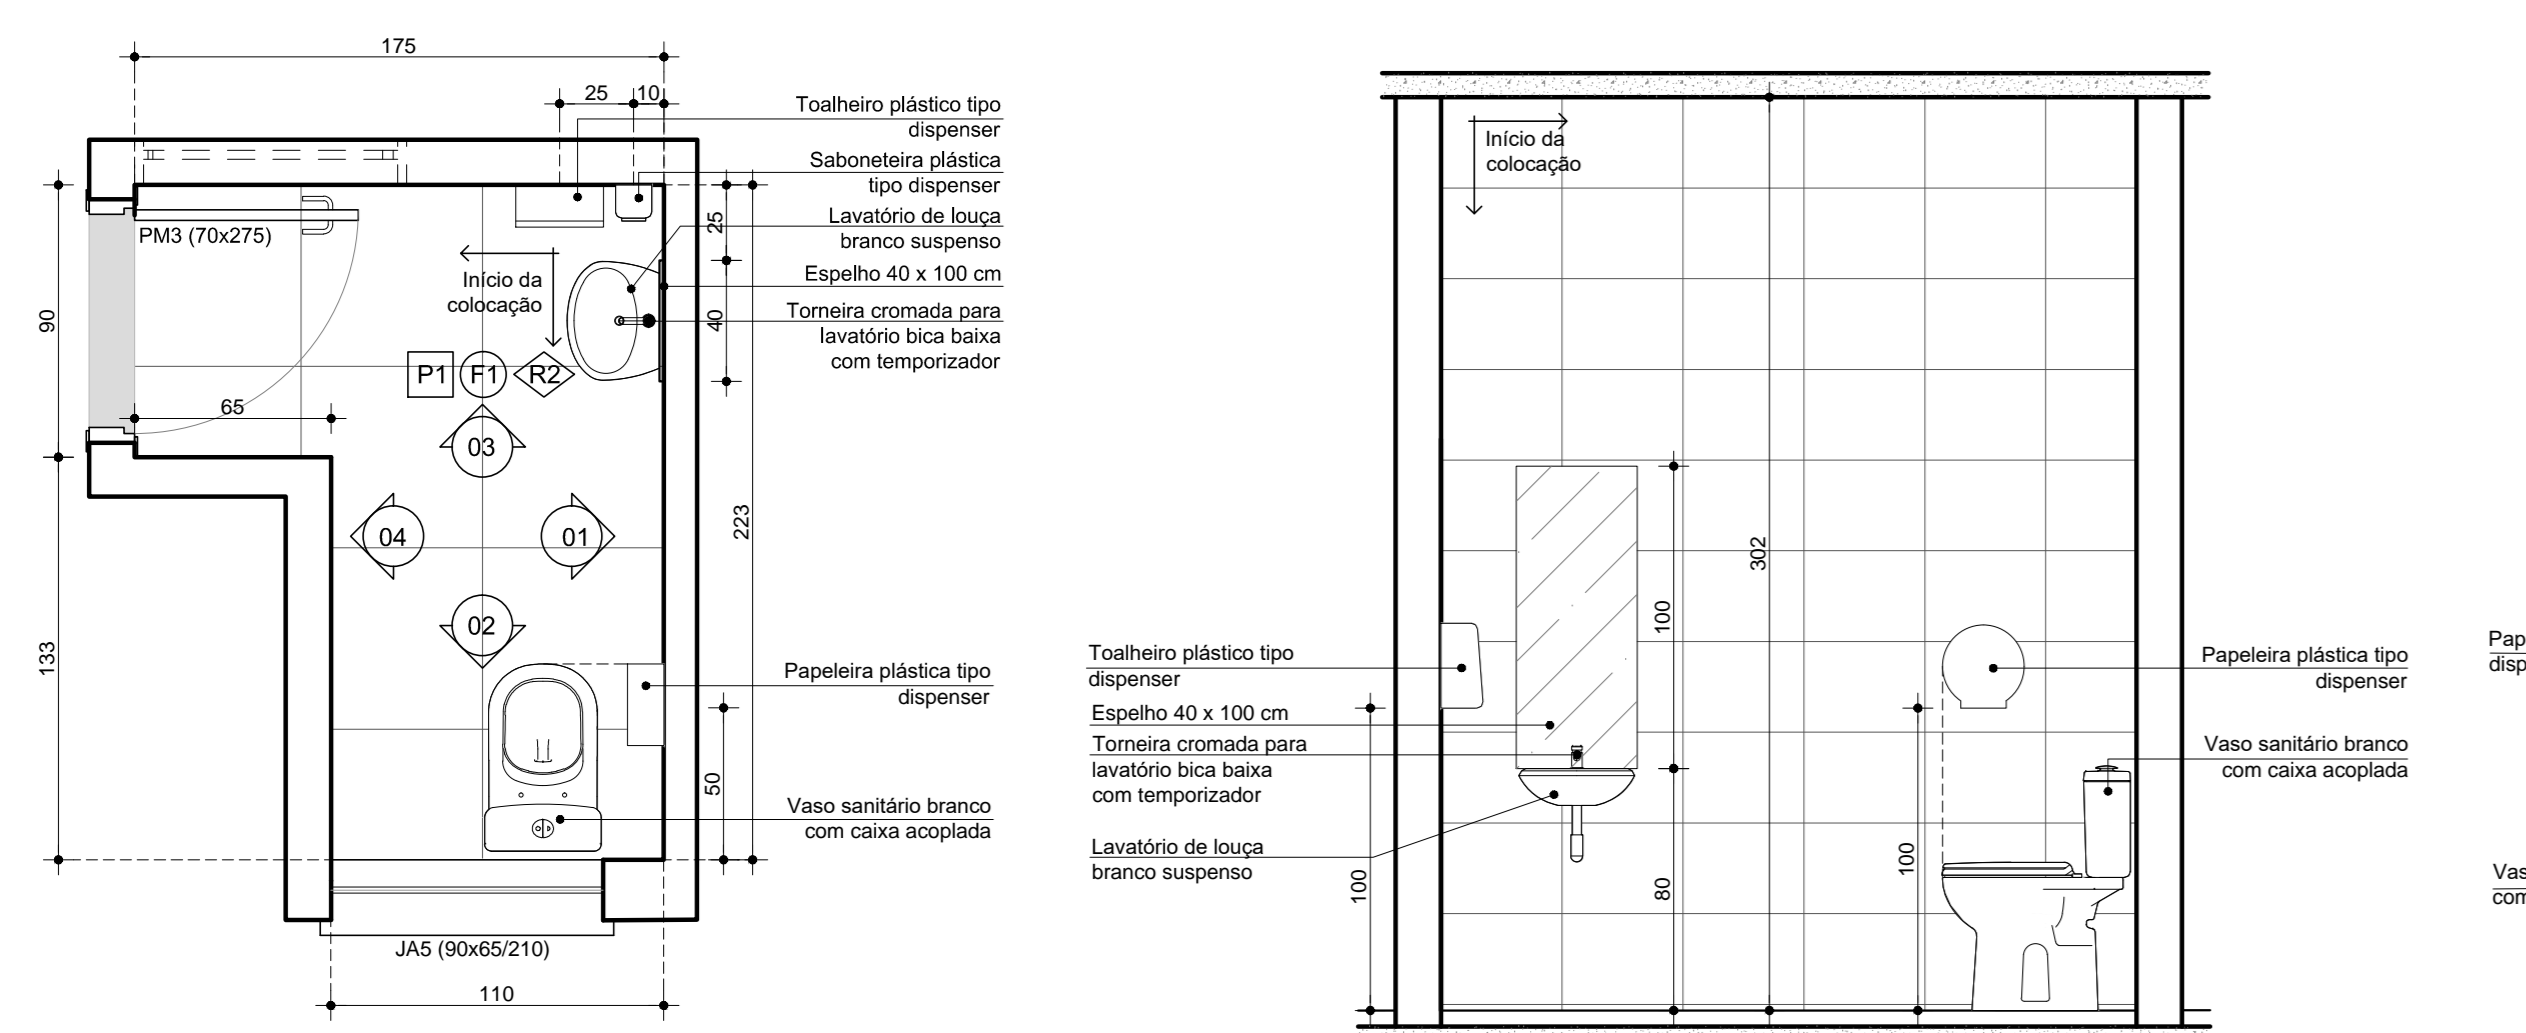 175
25
10
Toalheiro plástico tipo
dispenser
Saboneteira plástica
tipo dispenser
Lavatório de louça
branco suspenso
Espelho 40 x 100 cm
Torneira cromada para
lavatório bica baixa
com temporizador
PM3 (70x275)
Início da
colocação
25
40
90
P1
F1
R2
65
03
04
01
02
223
133
Papeleira plástica tipo
dispenser
50
Vaso sanitário branco
com caixa acoplada
JA5 (90x65/210)
110
Início da
colocação
302
100
Toalheiro plástico tipo
dispenser
Espelho 40 x 100 cm
Torneira cromada para
lavatório bica baixa
com temporizador
Lavatório de louça
branco suspenso
100
80
100
Papeleira plástica tipo
dispenser
Vaso sanitário branco
com caixa acoplada
Pap
disp
Vas
com